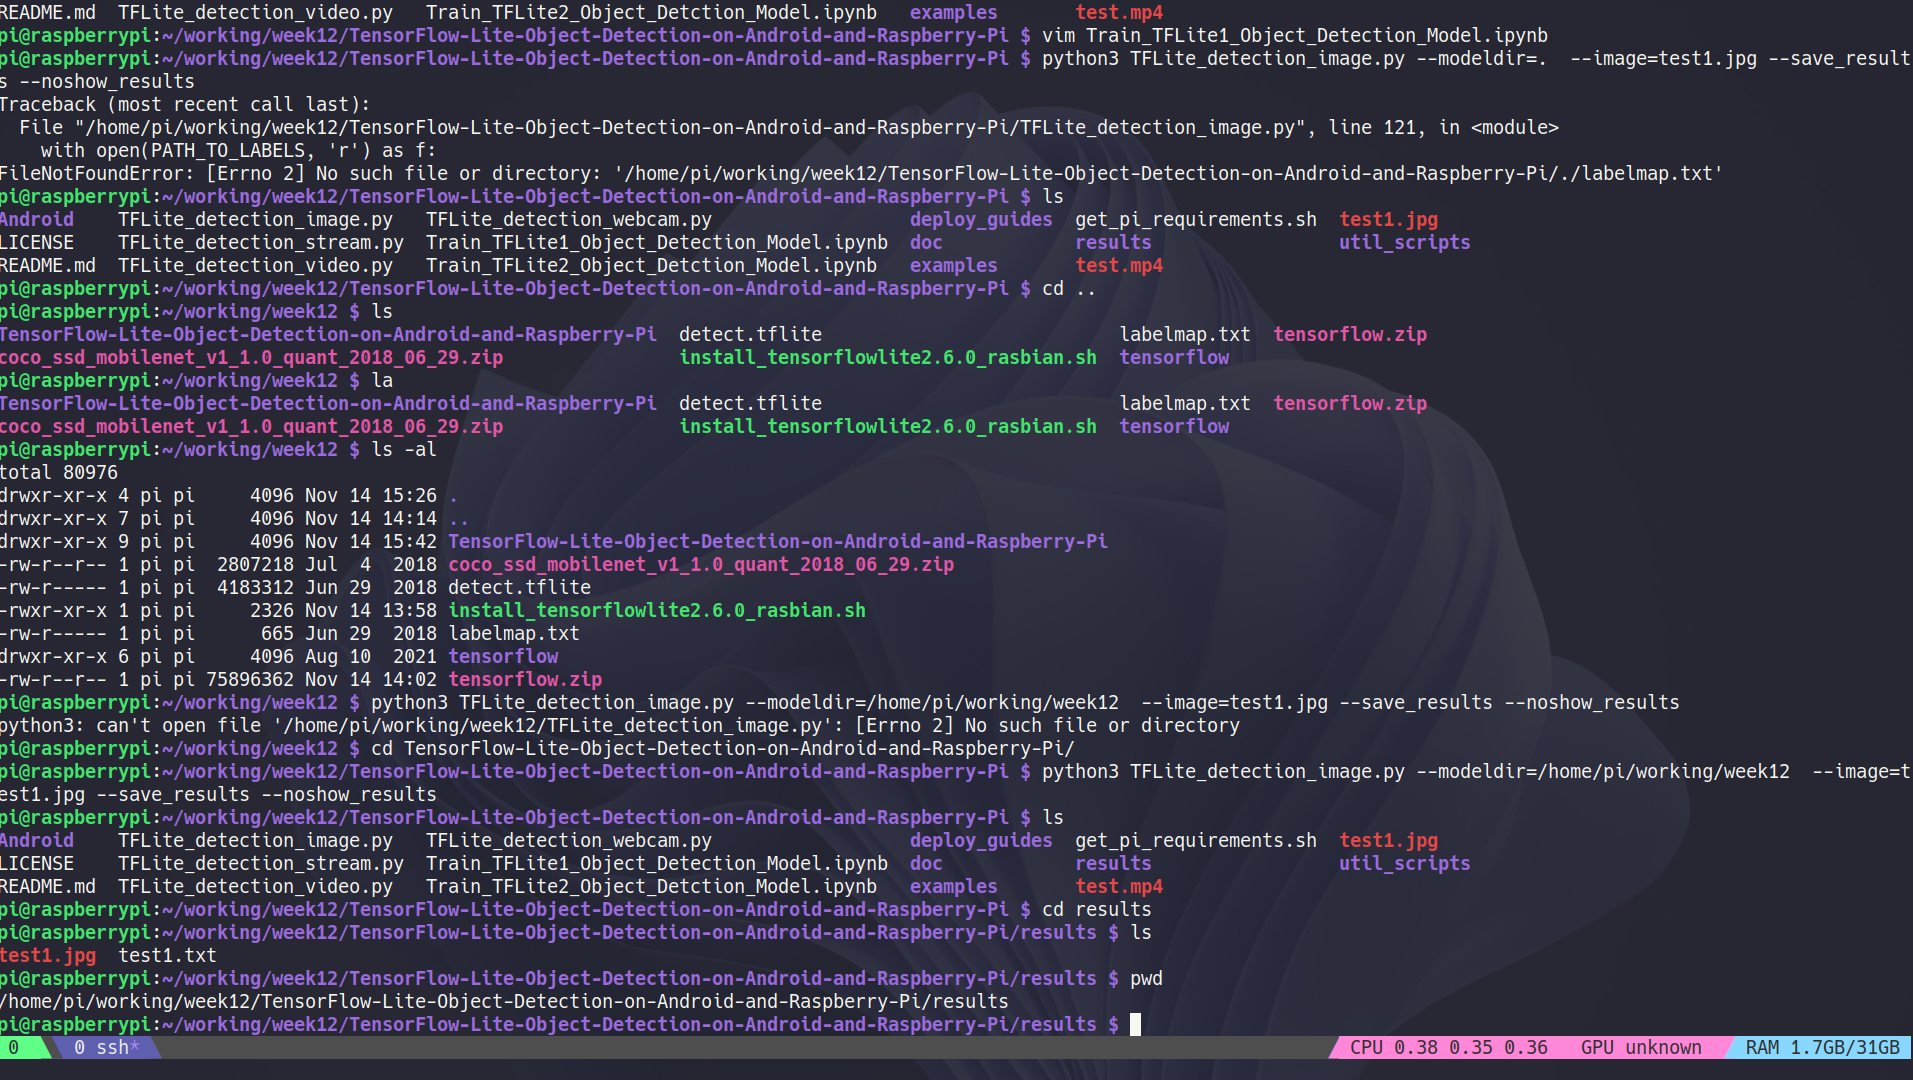 README.md  TFLite_detection_video.py   Train_TFLite2_Object_Detction_Model.ipynb   examples       test.mp4
pi@raspberrypi:~/working/week12/TensorFlow-Lite-Object-Detection-on-Android-and-Raspberry-Pi $ vim Train_TFLite1_Object_Detection_Model.ipynb
pi@raspberrypi:~/working/week12/TensorFlow-Lite-Object-Detection-on-Android-and-Raspberry-Pi $ python3 TFLite_detection_image.py --modeldir=.  --image=test1.jpg --save_result
s --noshow_results
Traceback (most recent call last):
  File "/home/pi/working/week12/TensorFlow-Lite-Object-Detection-on-Android-and-Raspberry-Pi/TFLite_detection_image.py", line 121, in <module>
    with open(PATH_TO_LABELS, 'r') as f:
FileNotFoundError: [Errno 2] No such file or directory: '/home/pi/working/week12/TensorFlow-Lite-Object-Detection-on-Android-and-Raspberry-Pi/./labelmap.txt'
pi@raspberrypi:~/working/week12/TensorFlow-Lite-Object-Detection-on-Android-and-Raspberry-Pi $ ls
Android    TFLite_detection_image.py   TFLite_detection_webcam.py                  deploy_guides  get_pi_requirements.sh  test1.jpg
LICENSE    TFLite_detection_stream.py  Train_TFLite1_Object_Detection_Model.ipynb  doc            results                 util_scripts
README.md  TFLite_detection_video.py   Train_TFLite2_Object_Detction_Model.ipynb   examples       test.mp4
pi@raspberrypi:~/working/week12/TensorFlow-Lite-Object-Detection-on-Android-and-Raspberry-Pi $ cd ..
pi@raspberrypi:~/working/week12 $ ls
TensorFlow-Lite-Object-Detection-on-Android-and-Raspberry-Pi  detect.tflite                           labelmap.txt  tensorflow.zip
coco_ssd_mobilenet_v1_1.0_quant_2018_06_29.zip                install_tensorflowlite2.6.0_rasbian.sh  tensorflow
pi@raspberrypi:~/working/week12 $ la
TensorFlow-Lite-Object-Detection-on-Android-and-Raspberry-Pi  detect.tflite                           labelmap.txt  tensorflow.zip
coco_ssd_mobilenet_v1_1.0_quant_2018_06_29.zip                install_tensorflowlite2.6.0_rasbian.sh  tensorflow
pi@raspberrypi:~/working/week12 $ ls -al
total 80976
drwxr-xr-x 4 pi pi     4096 Nov 14 15:26 .
drwxr-xr-x 7 pi pi     4096 Nov 14 14:14 ..
drwxr-xr-x 9 pi pi     4096 Nov 14 15:42 TensorFlow-Lite-Object-Detection-on-Android-and-Raspberry-Pi
-rw-r--r-- 1 pi pi  2807218 Jul  4  2018 coco_ssd_mobilenet_v1_1.0_quant_2018_06_29.zip
-rw-r----- 1 pi pi  4183312 Jun 29  2018 detect.tflite
-rwxr-xr-x 1 pi pi     2326 Nov 14 13:58 install_tensorflowlite2.6.0_rasbian.sh
-rw-r----- 1 pi pi      665 Jun 29  2018 labelmap.txt
drwxr-xr-x 6 pi pi     4096 Aug 10  2021 tensorflow
-rw-r--r-- 1 pi pi 75896362 Nov 14 14:02 tensorflow.zip
pi@raspberrypi:~/working/week12 $ python3 TFLite_detection_image.py --modeldir=/home/pi/working/week12  --image=test1.jpg --save_results --noshow_results
python3: can't open file '/home/pi/working/week12/TFLite_detection_image.py': [Errno 2] No such file or directory
pi@raspberrypi:~/working/week12 $ cd TensorFlow-Lite-Object-Detection-on-Android-and-Raspberry-Pi/
pi@raspberrypi:~/working/week12/TensorFlow-Lite-Object-Detection-on-Android-and-Raspberry-Pi $ python3 TFLite_detection_image.py --modeldir=/home/pi/working/week12  --image=t
est1.jpg --save_results --noshow_results
pi@raspberrypi:~/working/week12/TensorFlow-Lite-Object-Detection-on-Android-and-Raspberry-Pi $ ls
Android    TFLite_detection_image.py   TFLite_detection_webcam.py                  deploy_guides  get_pi_requirements.sh  test1.jpg
LICENSE    TFLite_detection_stream.py  Train_TFLite1_Object_Detection_Model.ipynb  doc            results                 util_scripts
README.md  TFLite_detection_video.py   Train_TFLite2_Object_Detction_Model.ipynb   examples       test.mp4
pi@raspberrypi:~/working/week12/TensorFlow-Lite-Object-Detection-on-Android-and-Raspberry-Pi $ cd results
pi@raspberrypi:~/working/week12/TensorFlow-Lite-Object-Detection-on-Android-and-Raspberry-Pi/results $ ls
test1.jpg  test1.txt
pi@raspberrypi:~/working/week12/TensorFlow-Lite-Object-Detection-on-Android-and-Raspberry-Pi/results $ pwd
/home/pi/working/week12/TensorFlow-Lite-Object-Detection-on-Android-and-Raspberry-Pi/results
pi@raspberrypi:~/working/week12/TensorFlow-Lite-Object-Detection-on-Android-and-Raspberry-Pi/results $
0  0 ssh*  CPU 0.38 0.35 0.36  GPU unknown  RAM 1.7GB/31GB